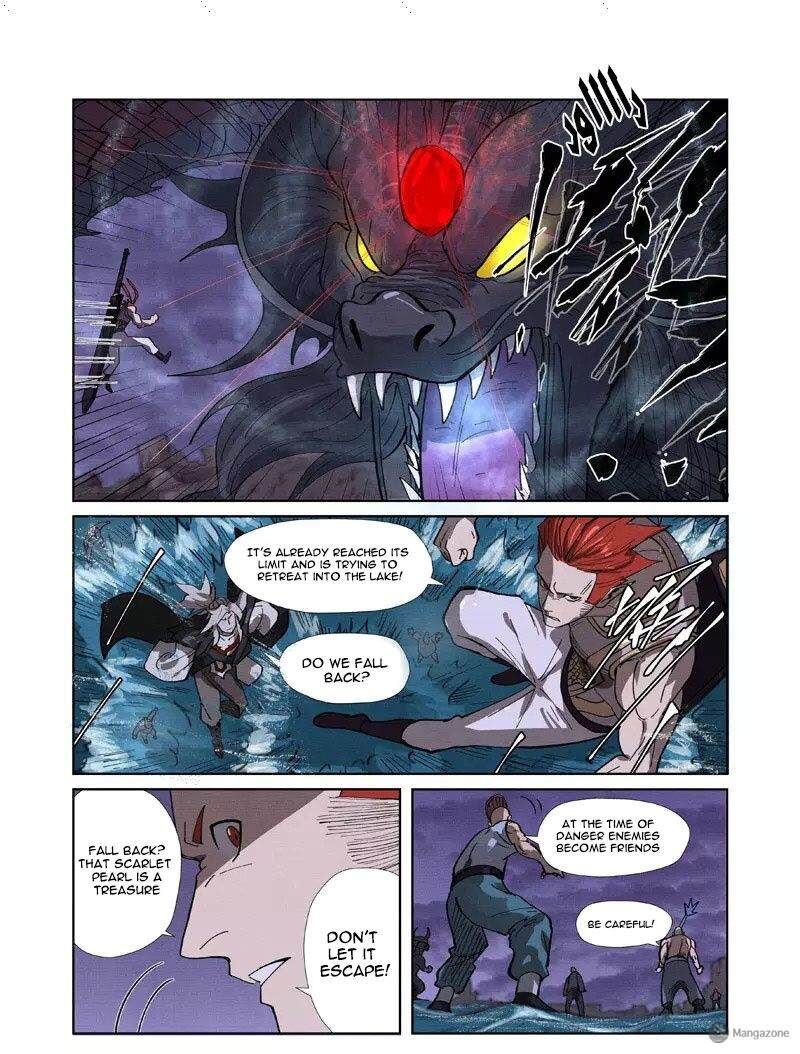 IT'S ALREADY REACHED ITS
LIMIT AND IS TRYING TO
RETREAT INTO THE LAKE!
DO WE FALL
BACK?
FALL BACK?
THAT SCARLET
PEARL IS A
TREASURE
DON'T
LET IT
ESCAPE!
AT THE TIME OF
DANGER ENEMIES
BECOME FRIENDS
BE CAREFUL!
Mangazone